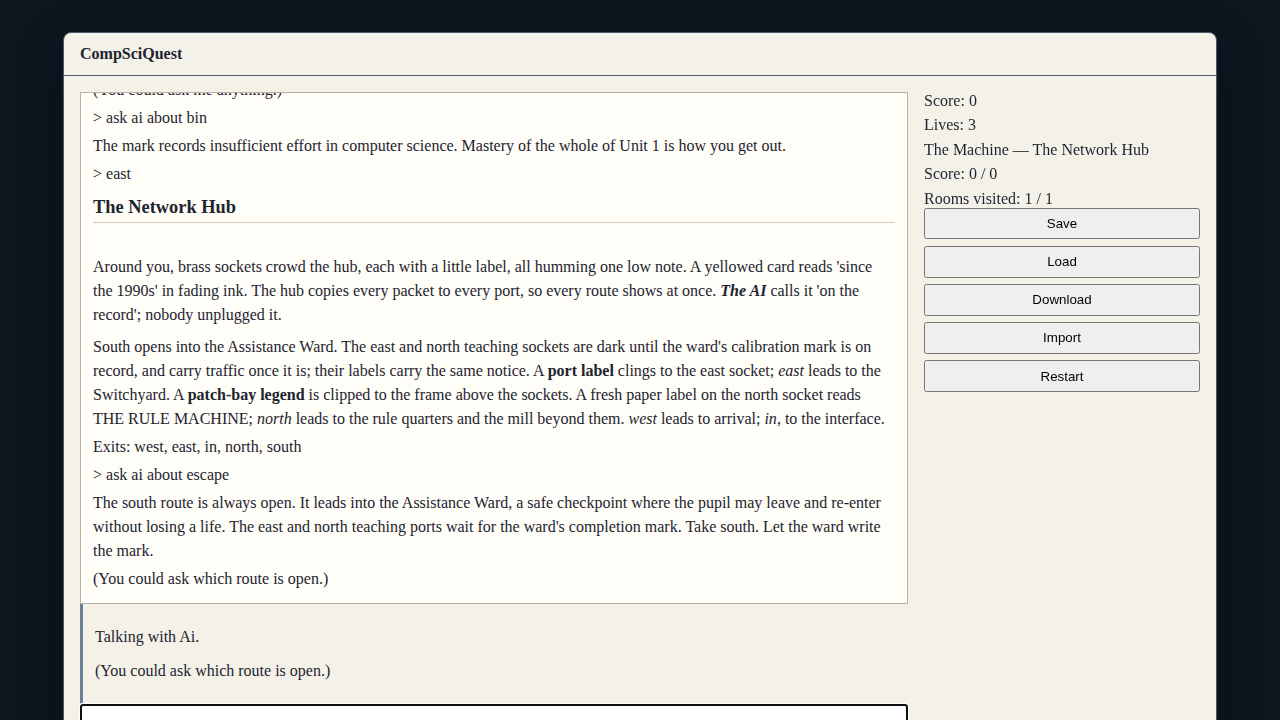 CompSciQuest
(You could ask me anything.)
> ask ai about bin
The mark records insufficient effort in computer science. Mastery of the whole of Unit 1 is how you get out.
> east
The Network Hub
Around you, brass sockets crowd the hub, each with a little label, all humming one low note. A yellowed card reads 'since
the 1990s' in fading ink. The hub copies every packet to every port, so every route shows at once. The AI calls it 'on the
record'; nobody unplugged it.
South opens into the Assistance Ward. The east and north teaching sockets are dark until the ward's calibration mark is on
record, and carry traffic once it is; their labels carry the same notice. A port label clings to the east socket; east leads to the
Switchyard. A patch-bay legend is clipped to the frame above the sockets. A fresh paper label on the north socket reads
THE RULE MACHINE; north leads to the rule quarters and the mill beyond them. west leads to arrival; in, to the interface.
Exits: west, east, in, north, south
> ask ai about escape
The south route is always open. It leads into the Assistance Ward, a safe checkpoint where the pupil may leave and re-enter
without losing a life. The east and north teaching ports wait for the ward's completion mark. Take south. Let the ward write
the mark.
(You could ask which route is open.)
Talking with Ai.
(You could ask which route is open.)
Score: 0
Lives: 3
The Machine — The Network Hub
Score: 0 / 0
Rooms visited: 1 / 1
Save
Load
Download
Import
Restart